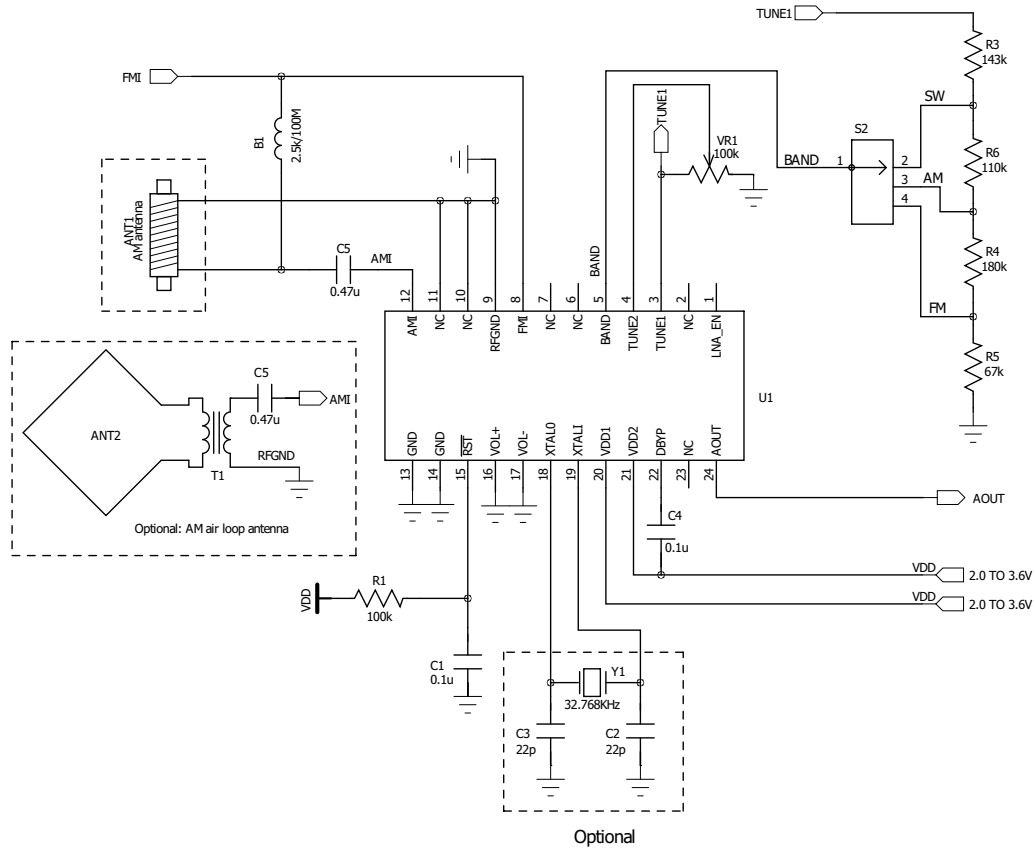 TUNE1
R3
143k
SW
FMI
B1
2.5k/100M
TUNE1
VR1
100k
S2
BAND
1
2
3
4
R6
110k
AM
ANT1
AM antenna
C5
0.47u
AMI
BAND
R4
180k
FM
R5
67k
12
11
10
9
8
7
6
5
4
3
2
1
AMI
NC
NC
RFGND
FMI
NC
NC
BAND
TUNE2
TUNE1
NC
LNA_EN
U1
GND
GND
RST
VOL+
VOL-
XTALO
XTALI
VDD1
VDD2
DBYP
NC
AOUT
13
14
15
16
17
18
19
20
21
22
23
24
ANT2
C5
0.47u
AMI
RFGND
T1
Optional: AM air loop antenna
AOUT
C4
0.1u
VDD
2.0 TO 3.6V
VDD
2.0 TO 3.6V
VDD
R1
100k
C1
0.1u
Y1
32.768KHz
C3
22p
C2
22p
Optional